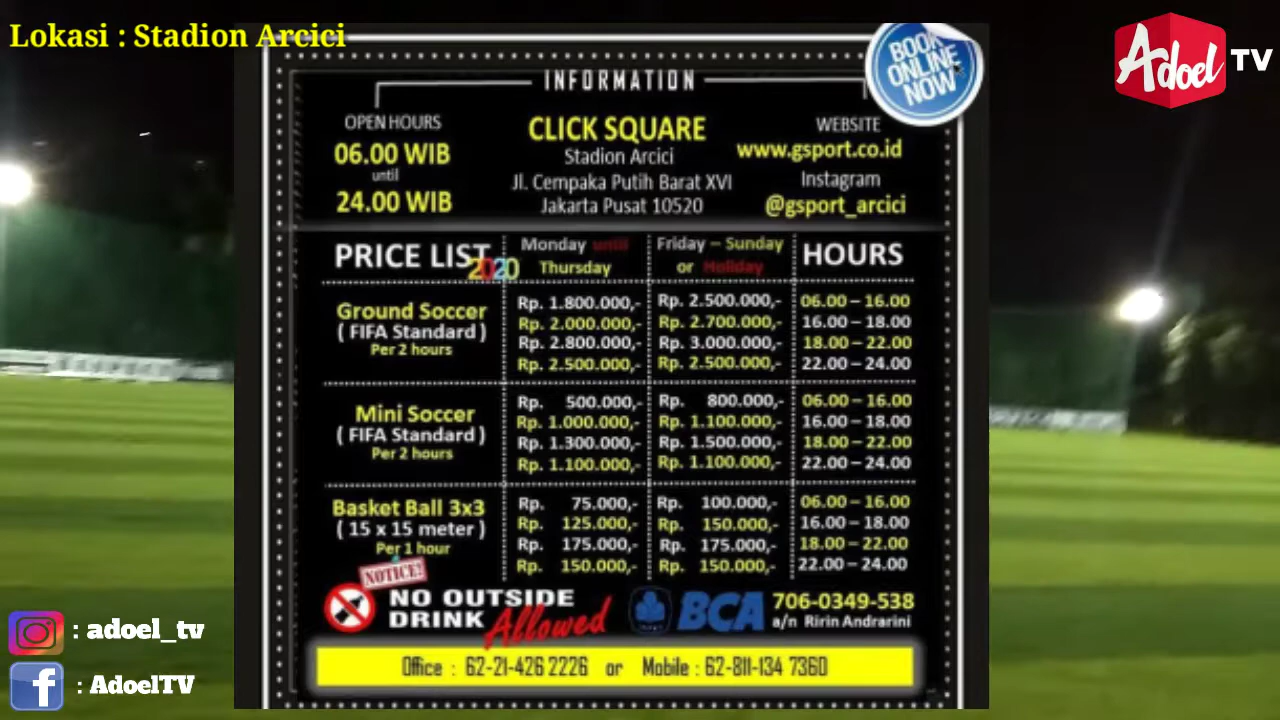 Lokasi : Stadion Arcici
BOOK
ONLINE
NOW
Adoel TV
INFORMATION
OPEN HOURS
06.00 WIB
until
24.00 WIB
CLICK SQUARE
Stadion Arcici
Jl. Cempaka Putih Barat XVI
Jakarta Pusat 10520
WEBSITE
www.gsport.co.id
Instagram
@gsport_arcici
PRICE LIST 2020
Monday until
Thursday
Friday – Sunday
or Holiday
HOURS
Ground Soccer
( FIFA Standard )
Per 2 hours
Rp. 1.800.000,- Rp. 2.500.000,- 06.00 – 16.00
Rp. 2.000.000,- Rp. 2.700.000,- 16.00 – 18.00
Rp. 2.800.000,- Rp. 3.000.000,- 18.00 – 22.00
Rp. 2.500.000,- Rp. 2.500.000,- 22.00 – 24.00
Mini Soccer
( FIFA Standard )
Per 2 hours
Rp. 500.000,- Rp. 800.000,- 06.00 – 16.00
Rp. 1.000.000,- Rp. 1.100.000,- 16.00 – 18.00
Rp. 1.300.000,- Rp. 1.500.000,- 18.00 – 22.00
Rp. 1.100.000,- Rp. 1.100.000,- 22.00 – 24.00
Basket Ball 3x3
( 15 x 15 meter )
Per 1 hour
Rp. 75.000,- Rp. 100.000,- 06.00 – 16.00
Rp. 125.000,- Rp. 150.000,- 16.00 – 18.00
Rp. 175.000,- Rp. 175.000,- 18.00 – 22.00
Rp. 150.000,- Rp. 150.000,- 22.00 – 24.00
NOTICE!
NO OUTSIDE
DRINK Allowed
BCA
706-0349-538
a/n Ririn Andrarini
Office : 62-21-426 2226 or Mobile : 62-811-134 7360
: adoel_tv
: AdoelTV